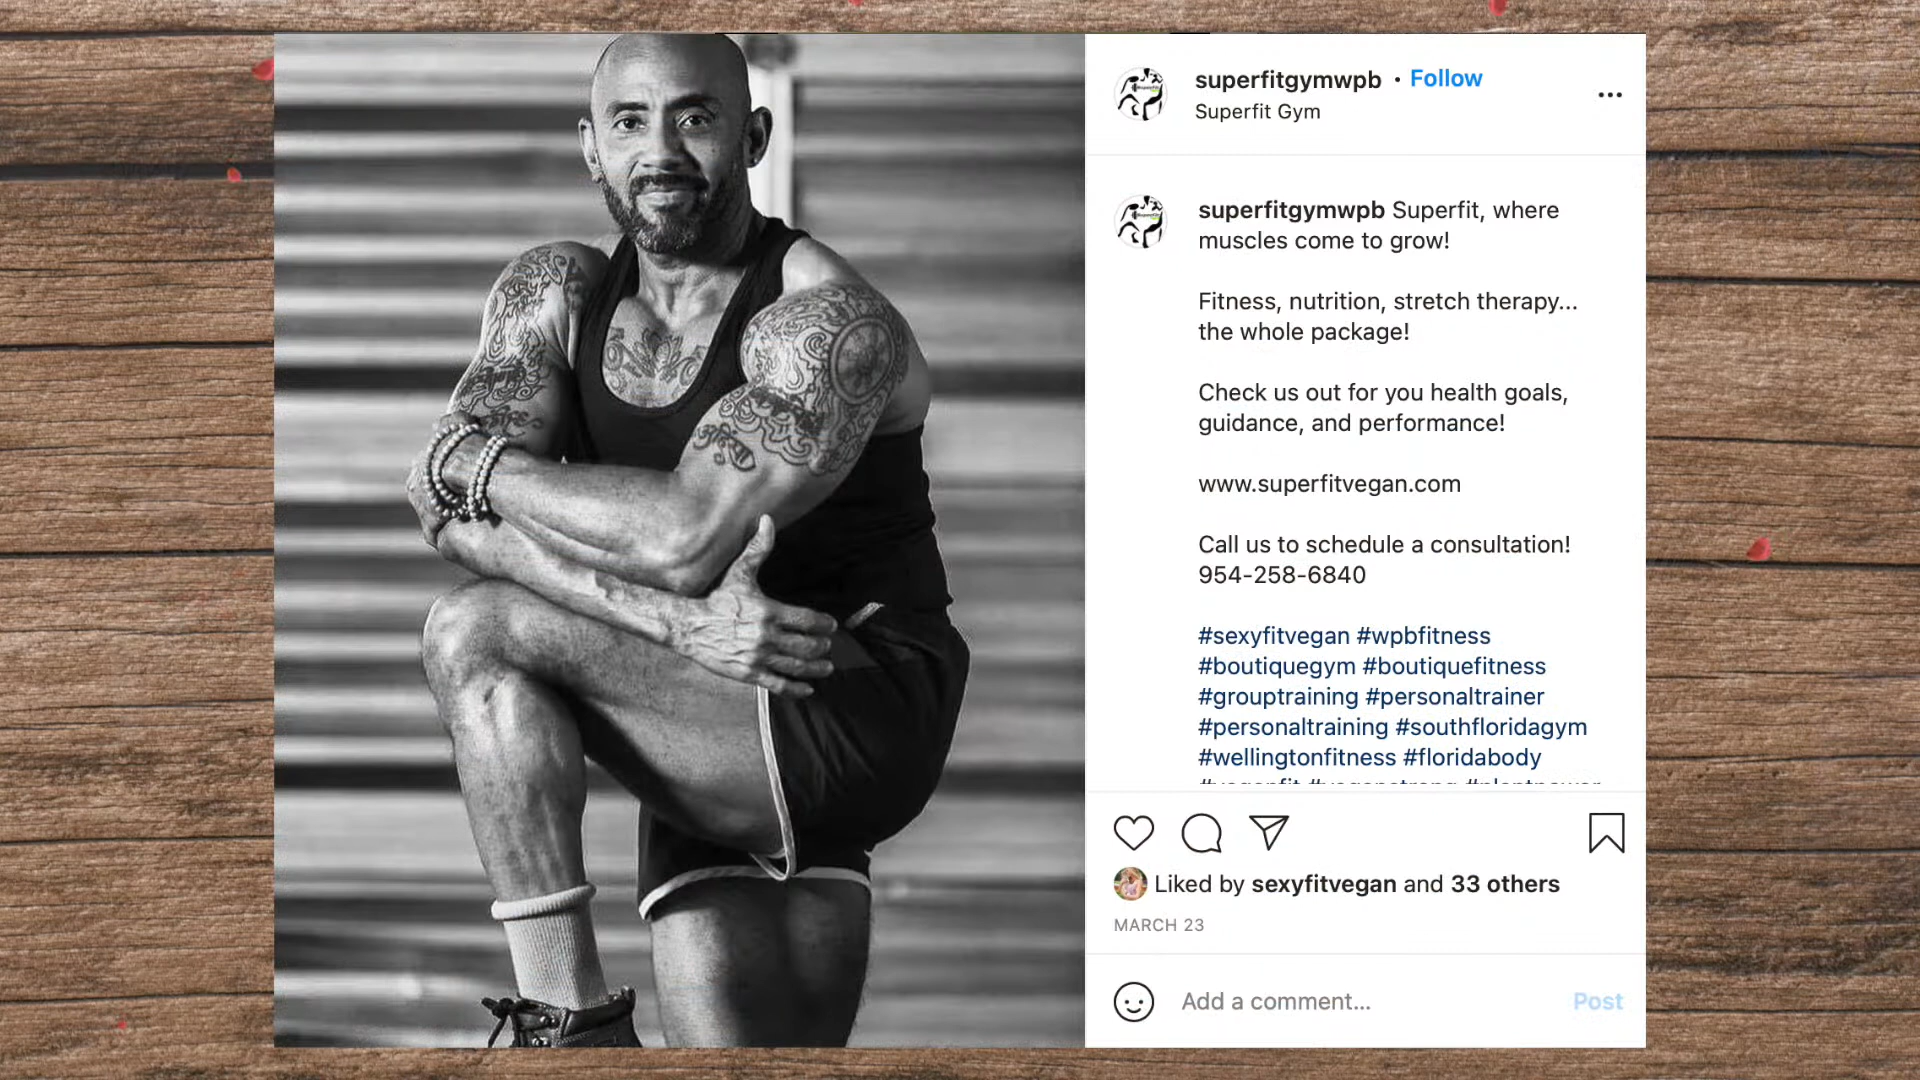 superfitgymwpb • Follow
Superfit Gym
superfitgymwpb Superfit, where
muscles come to grow!
Fitness, nutrition, stretch therapy...
the whole package!
Check us out for you health goals,
guidance, and performance!
www.superfitvegan.com
Call us to schedule a consultation!
954-258-6840
#sexyfitvegan #wpbfitness
#boutiquegym #boutiquefitness
#grouptraining #personaltrainer
#personaltraining #southfloridagym
#wellingtonfitness #floridabody
#veganfit #veganstrong #plantpower
Liked by sexyfitvegan and 33 others
MARCH 23
Add a comment...
Post